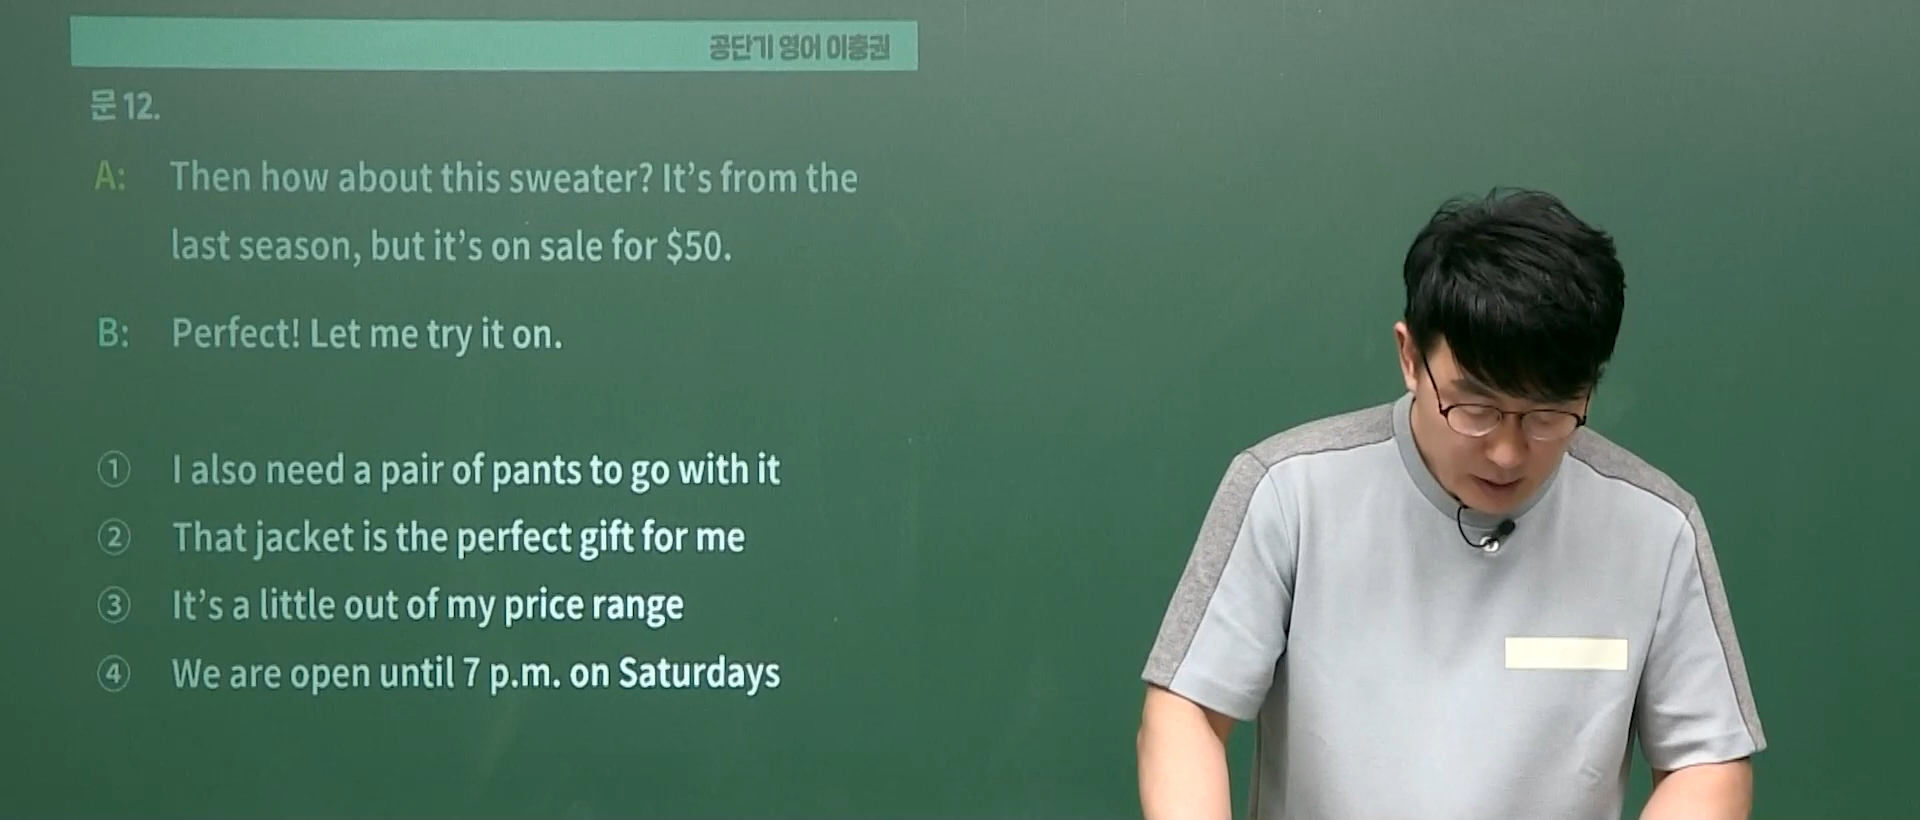 공단기 영어 이충권
문 12.
A: Then how about this sweater? It’s from the
last season, but it’s on sale for $50.
B: Perfect! Let me try it on.
① I also need a pair of pants to go with it
② That jacket is the perfect gift for me
③ It’s a little out of my price range
④ We are open until 7 p.m. on Saturdays